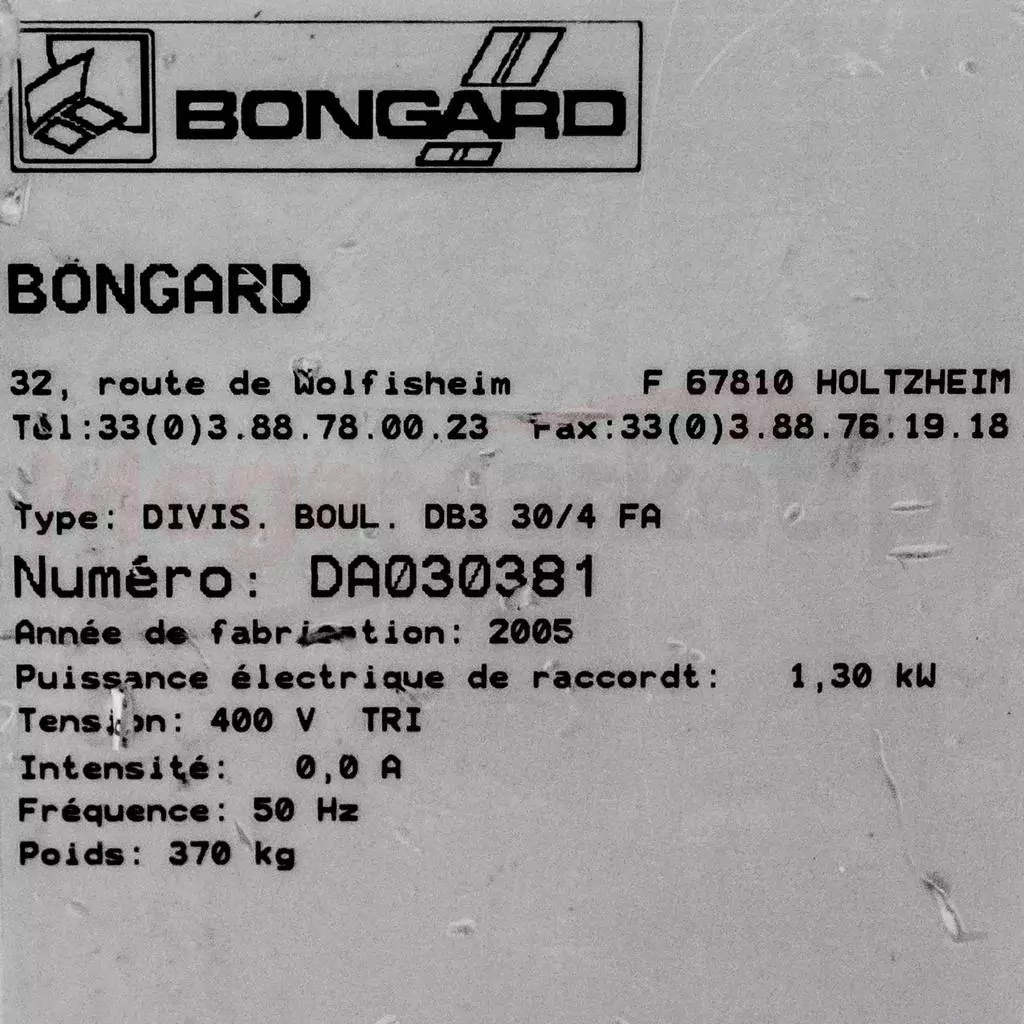 BONGARD
BONGARD
32, route de Wolfisheim F 67810 HOLTZHEIM
Tél:33(0)3.88.78.00.23 Fax:33(0)3.88.76.19.18
Type: DIVIS. BOUL. DB3 30/4 FA
Numéro: DA030381
Année de fabrication: 2005
Puissance électrique de raccordt: 1,30 kW
Tension: 400 V TRI
Intensité: 0,0 A
Fréquence: 50 Hz
Poids: 370 kg